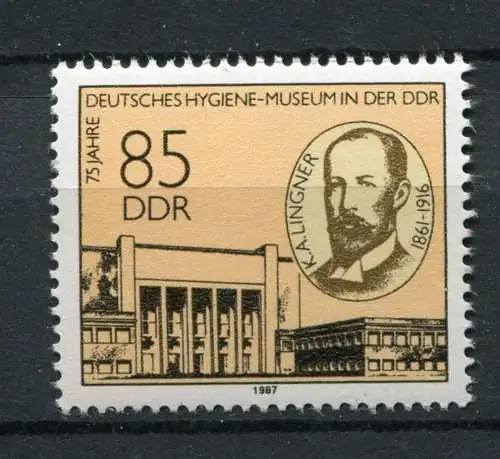 DEUTSCHES HYGIENE-MUSEUM IN DER DDR
75 JAHRE
85
DDR
K.A.LINGNER
1861-1916
1987